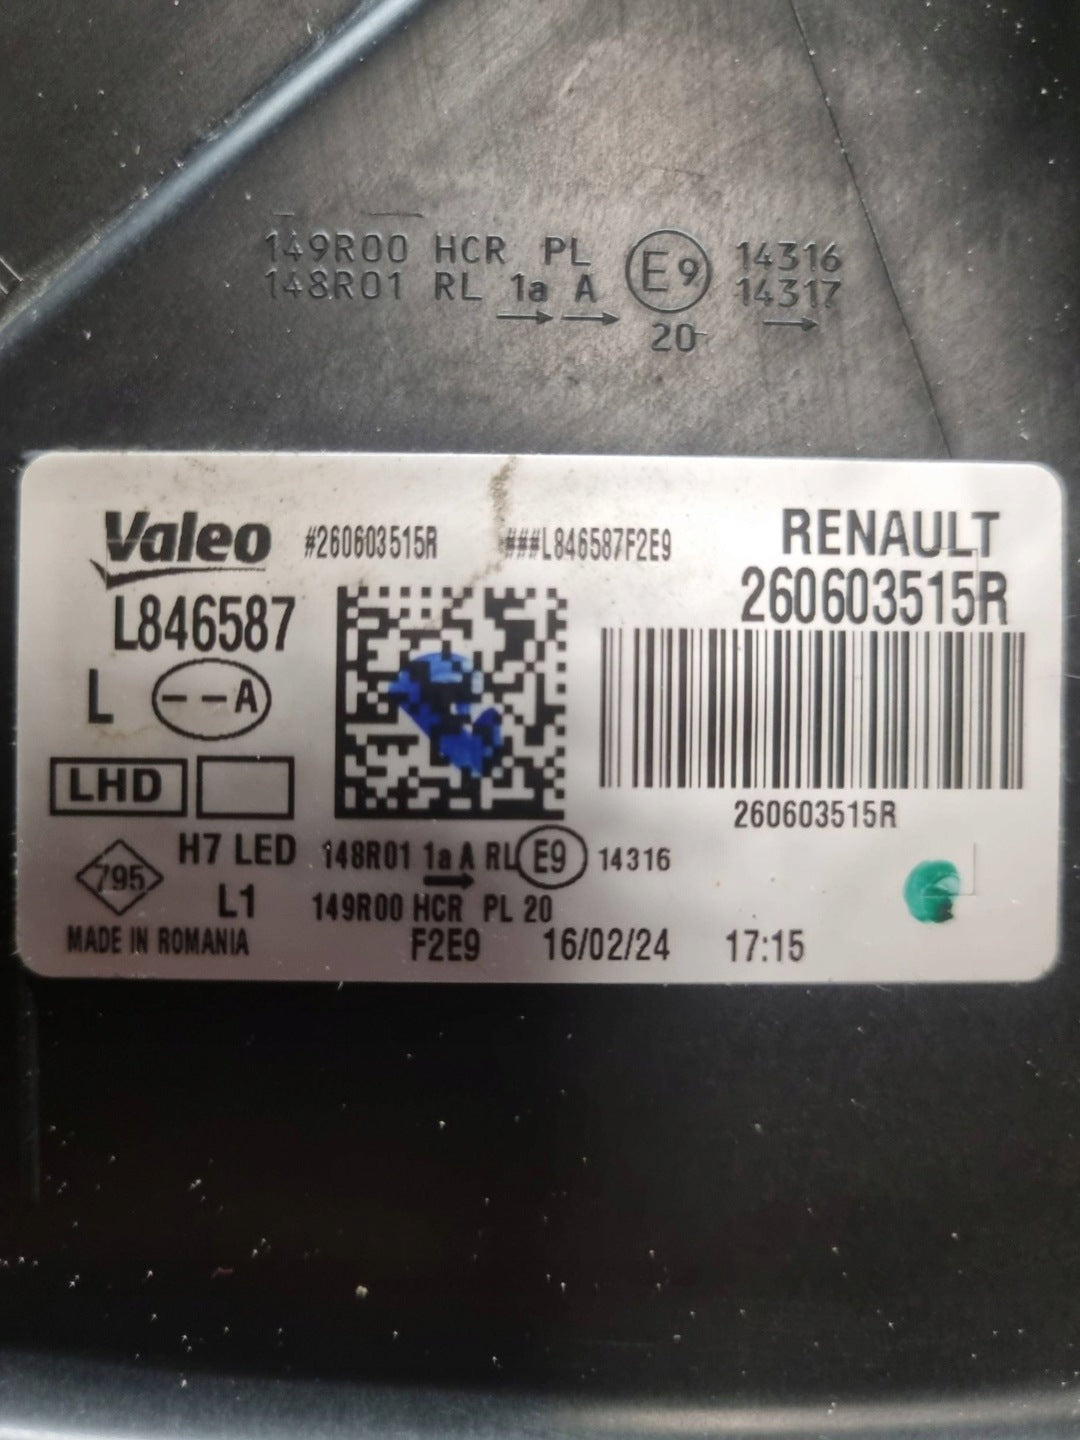 149R00 HCR PL E9 14316
148R01 RL 1a A 14317
20
Valeo #260603515R ###L846587F2E9 RENAULT
L846587 260603515R
L --A
LHD
260603515R
795 H7 LED 148R01 1a A RL E9 14316
L1 149R00 HCR PL 20
MADE IN ROMANIA F2E9 16/02/24 17:15